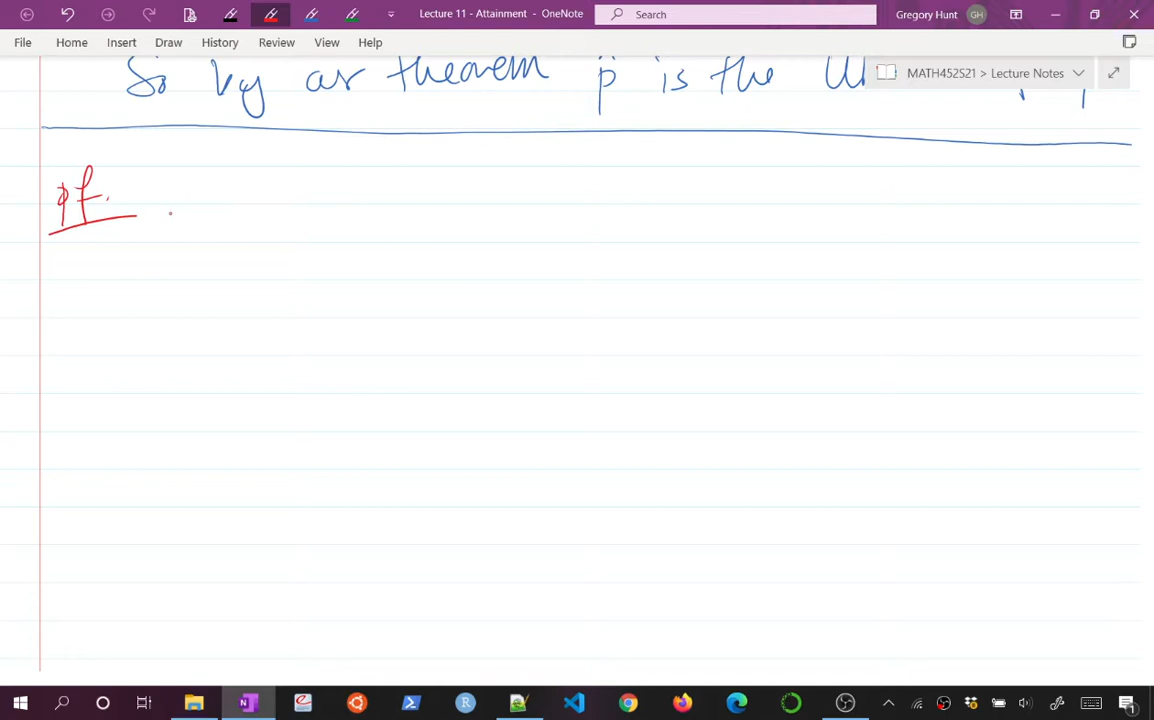 Lecture 11 - Attainment - OneNote
Search
Gregory Hunt GH
File Home Insert Draw History Review View Help
MATH452S21 > Lecture Notes
So by our theorem p̂ is the
pf.